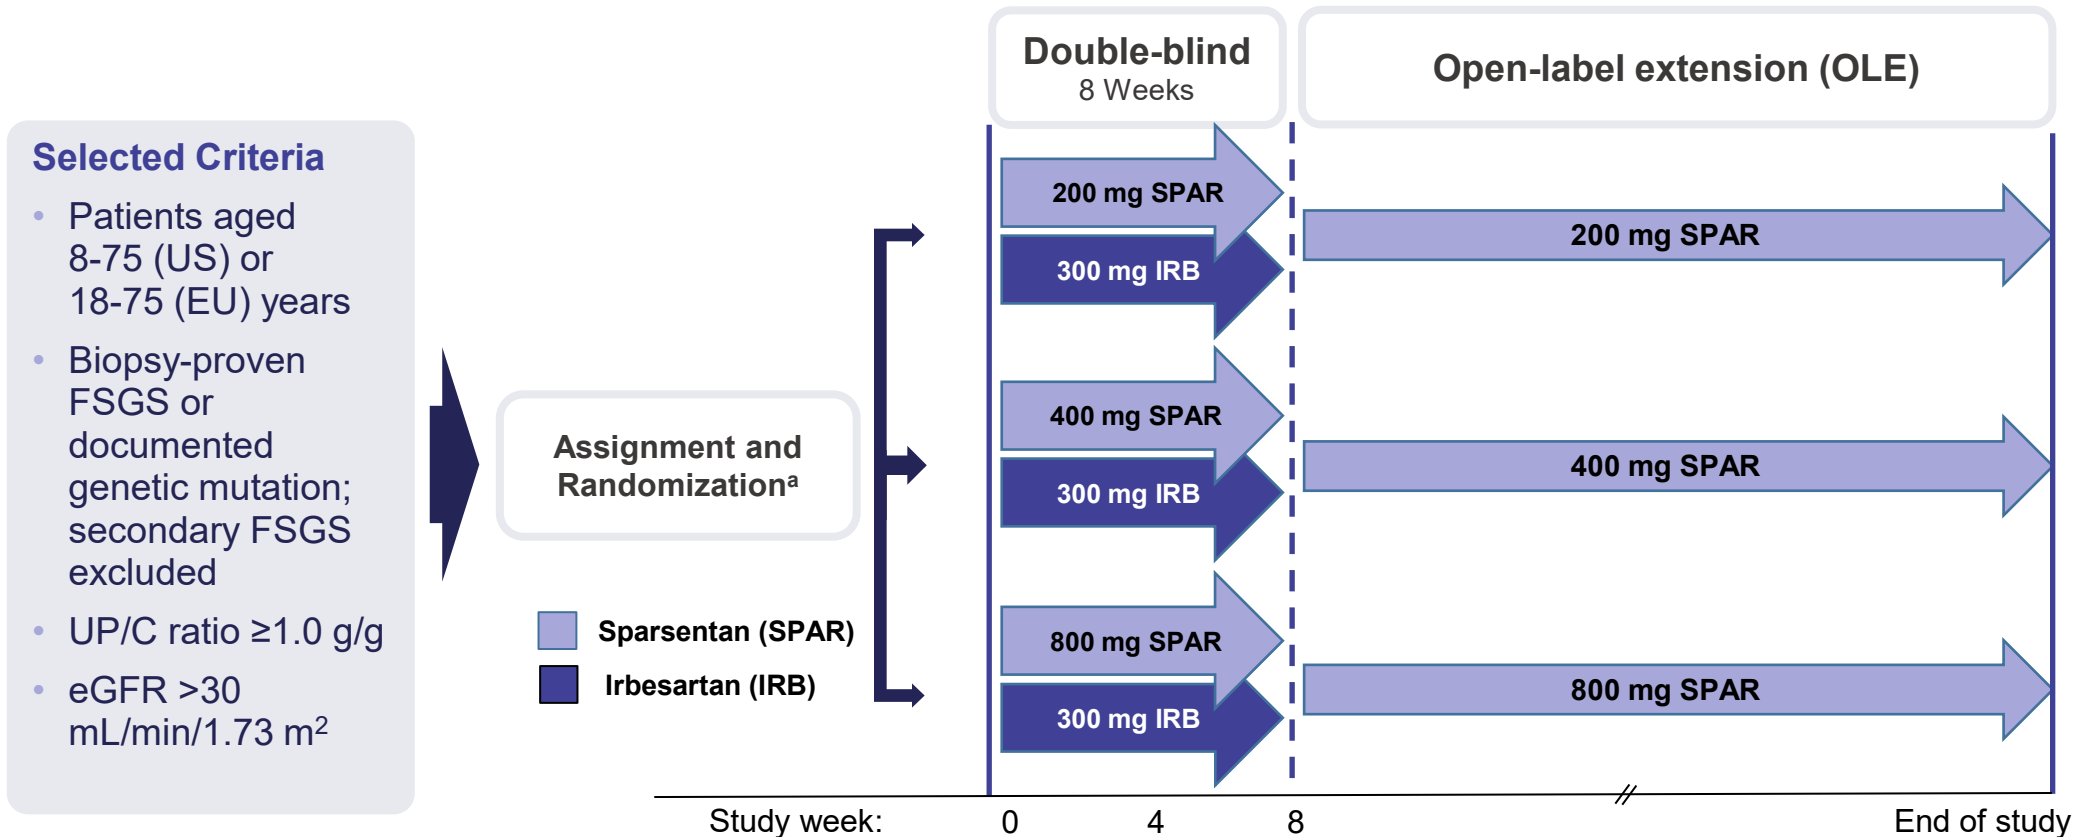 Selected Criteria
• Patients aged
8-75 (US) or
18-75 (EU) years
• Biopsy-proven
FSGS or
documented
genetic mutation;
secondary FSGS
excluded
• UP/C ratio ≥1.0 g/g
• eGFR >30
mL/min/1.73 m²
Assignment and
Randomizationᵃ
Sparsentan (SPAR)
Irbesartan (IRB)
Double-blind
8 Weeks
Open-label extension (OLE)
200 mg SPAR
300 mg IRB
200 mg SPAR
400 mg SPAR
300 mg IRB
400 mg SPAR
800 mg SPAR
300 mg IRB
800 mg SPAR
Study week: 0 4 8 // End of study